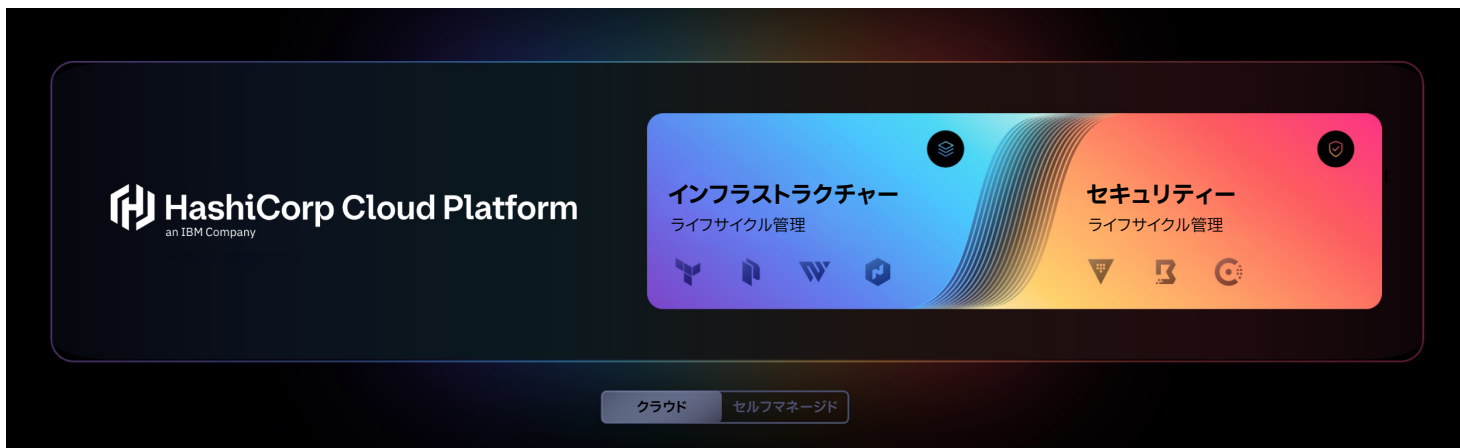 HashiCorp Cloud Platform
an IBM Company
インフラストラクチャー
ライフサイクル管理
セキュリティー
ライフサイクル管理
クラウド
セルフマネージド